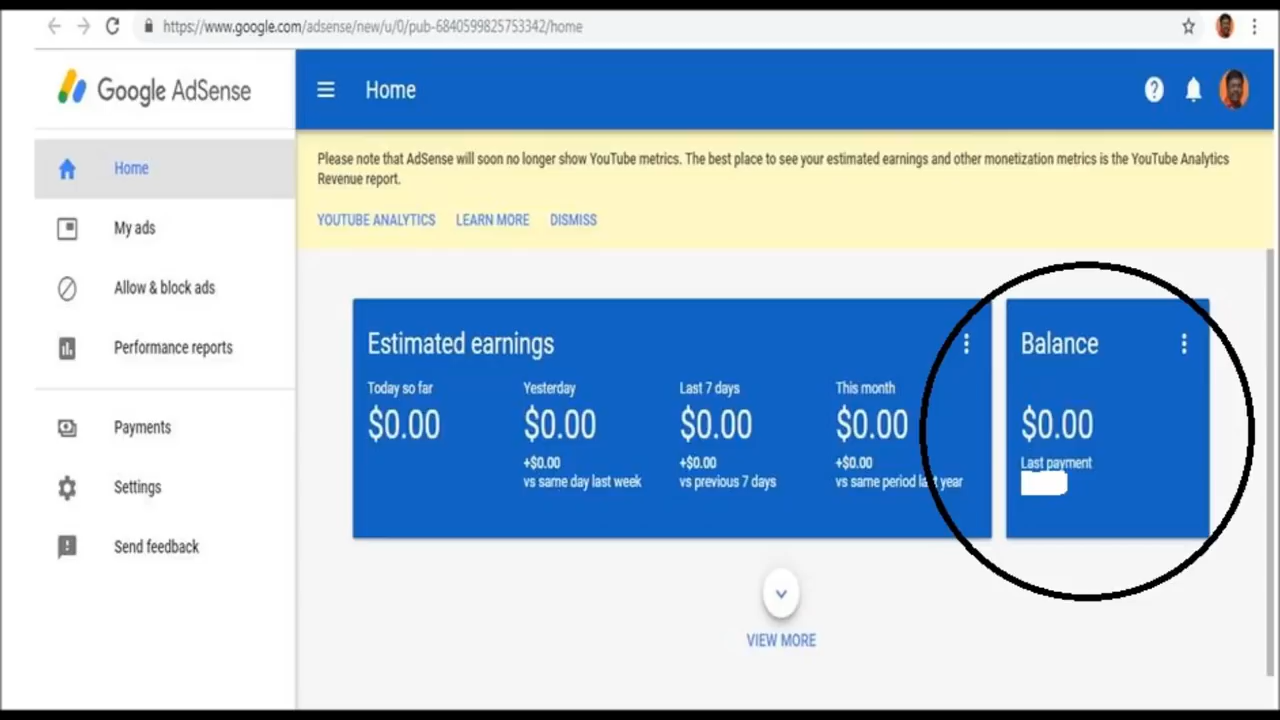 https://www.google.com/adsense/new/u/0/pub-6840599825753342/home
Google AdSense
Home
Home
My ads
Allow & block ads
Performance reports
Payments
Settings
Send feedback
Please note that AdSense will soon no longer show YouTube metrics. The best place to see your estimated earnings and other monetization metrics is the YouTube Analytics
Revenue report.
YOUTUBE ANALYTICS LEARN MORE DISMISS
Estimated earnings
Today so far
$0.00
Yesterday
$0.00
+$0.00
vs same day last week
Last 7 days
$0.00
+$0.00
vs previous 7 days
This month
$0.00
+$0.00
vs same period last year
Balance
$0.00
Last payment
VIEW MORE